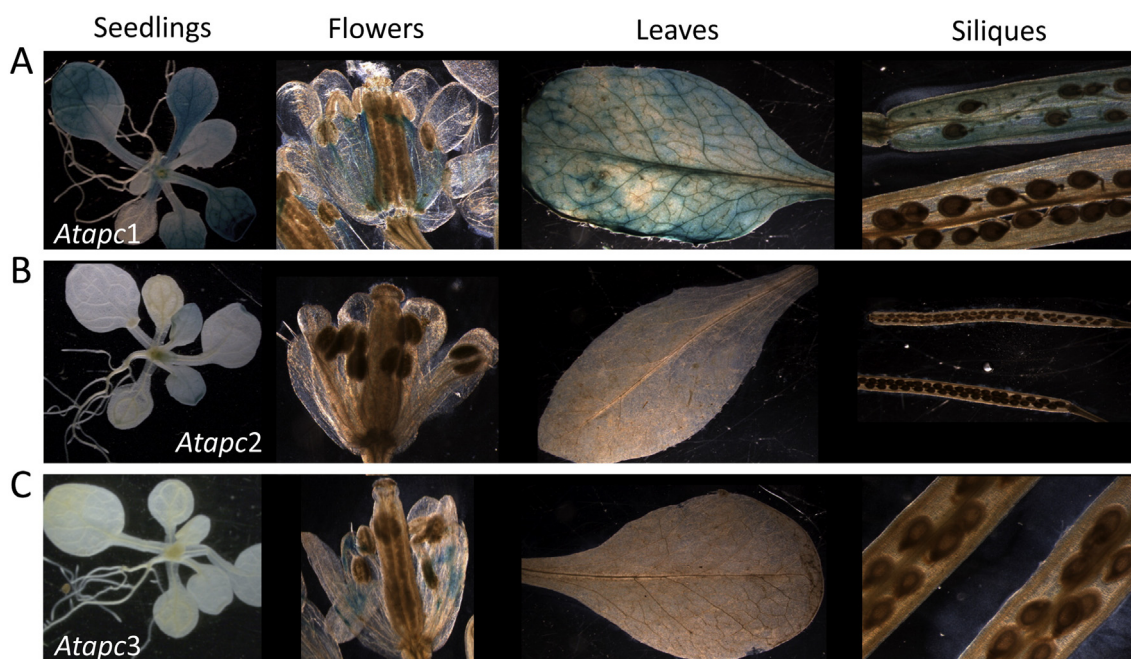 Seedlings Flowers Leaves Siliques
A
Atapc1
B
Atapc2
C
Atapc3